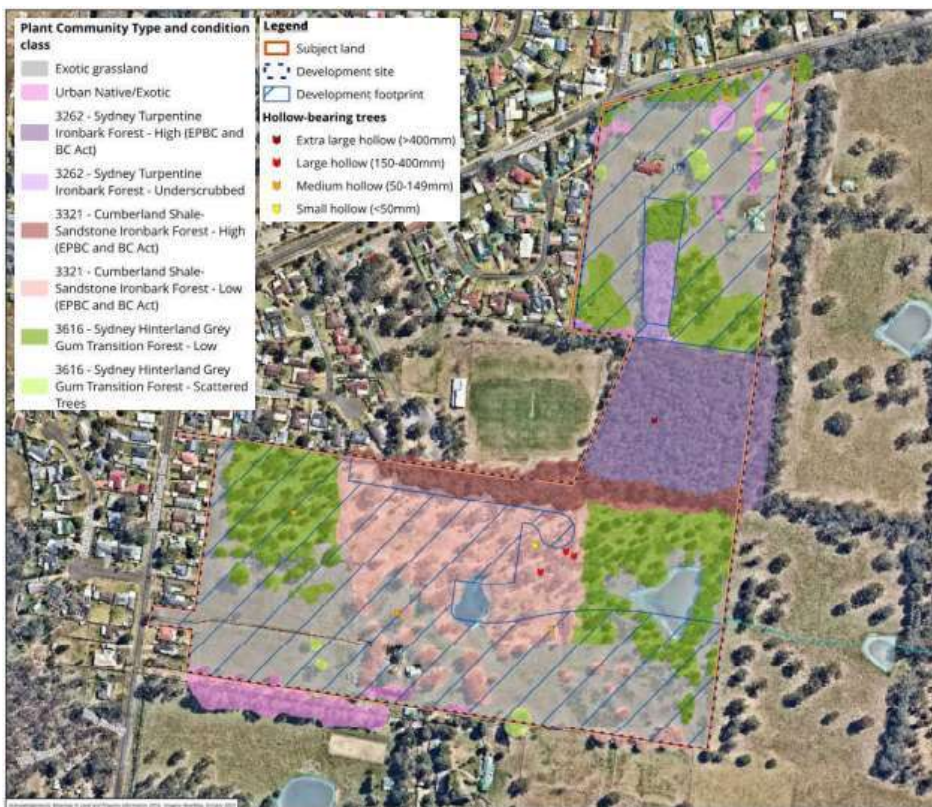 Plant Community Type and condition
class
Exotic grassland
Urban Native/Exotic
3262 - Sydney Turpentine
Ironbark Forest - High (EPBC and
BC Act)
3262 - Sydney Turpentine
Ironbark Forest - Underscrubbed
3321 - Cumberland Shale-
Sandstone Ironbark Forest - High
(EPBC and BC Act)
3321 - Cumberland Shale-
Sandstone Ironbark Forest - Low
(EPBC and BC Act)
3616 - Sydney Hinterland Grey
Gum Transition Forest - Low
3616 - Sydney Hinterland Grey
Gum Transition Forest - Scattered
Trees
Legend
Subject land
Development site
Development footprint
Hollow-bearing trees
Extra large hollow (>400mm)
Large hollow (150-400mm)
Medium hollow (50-149mm)
Small hollow (<50mm)